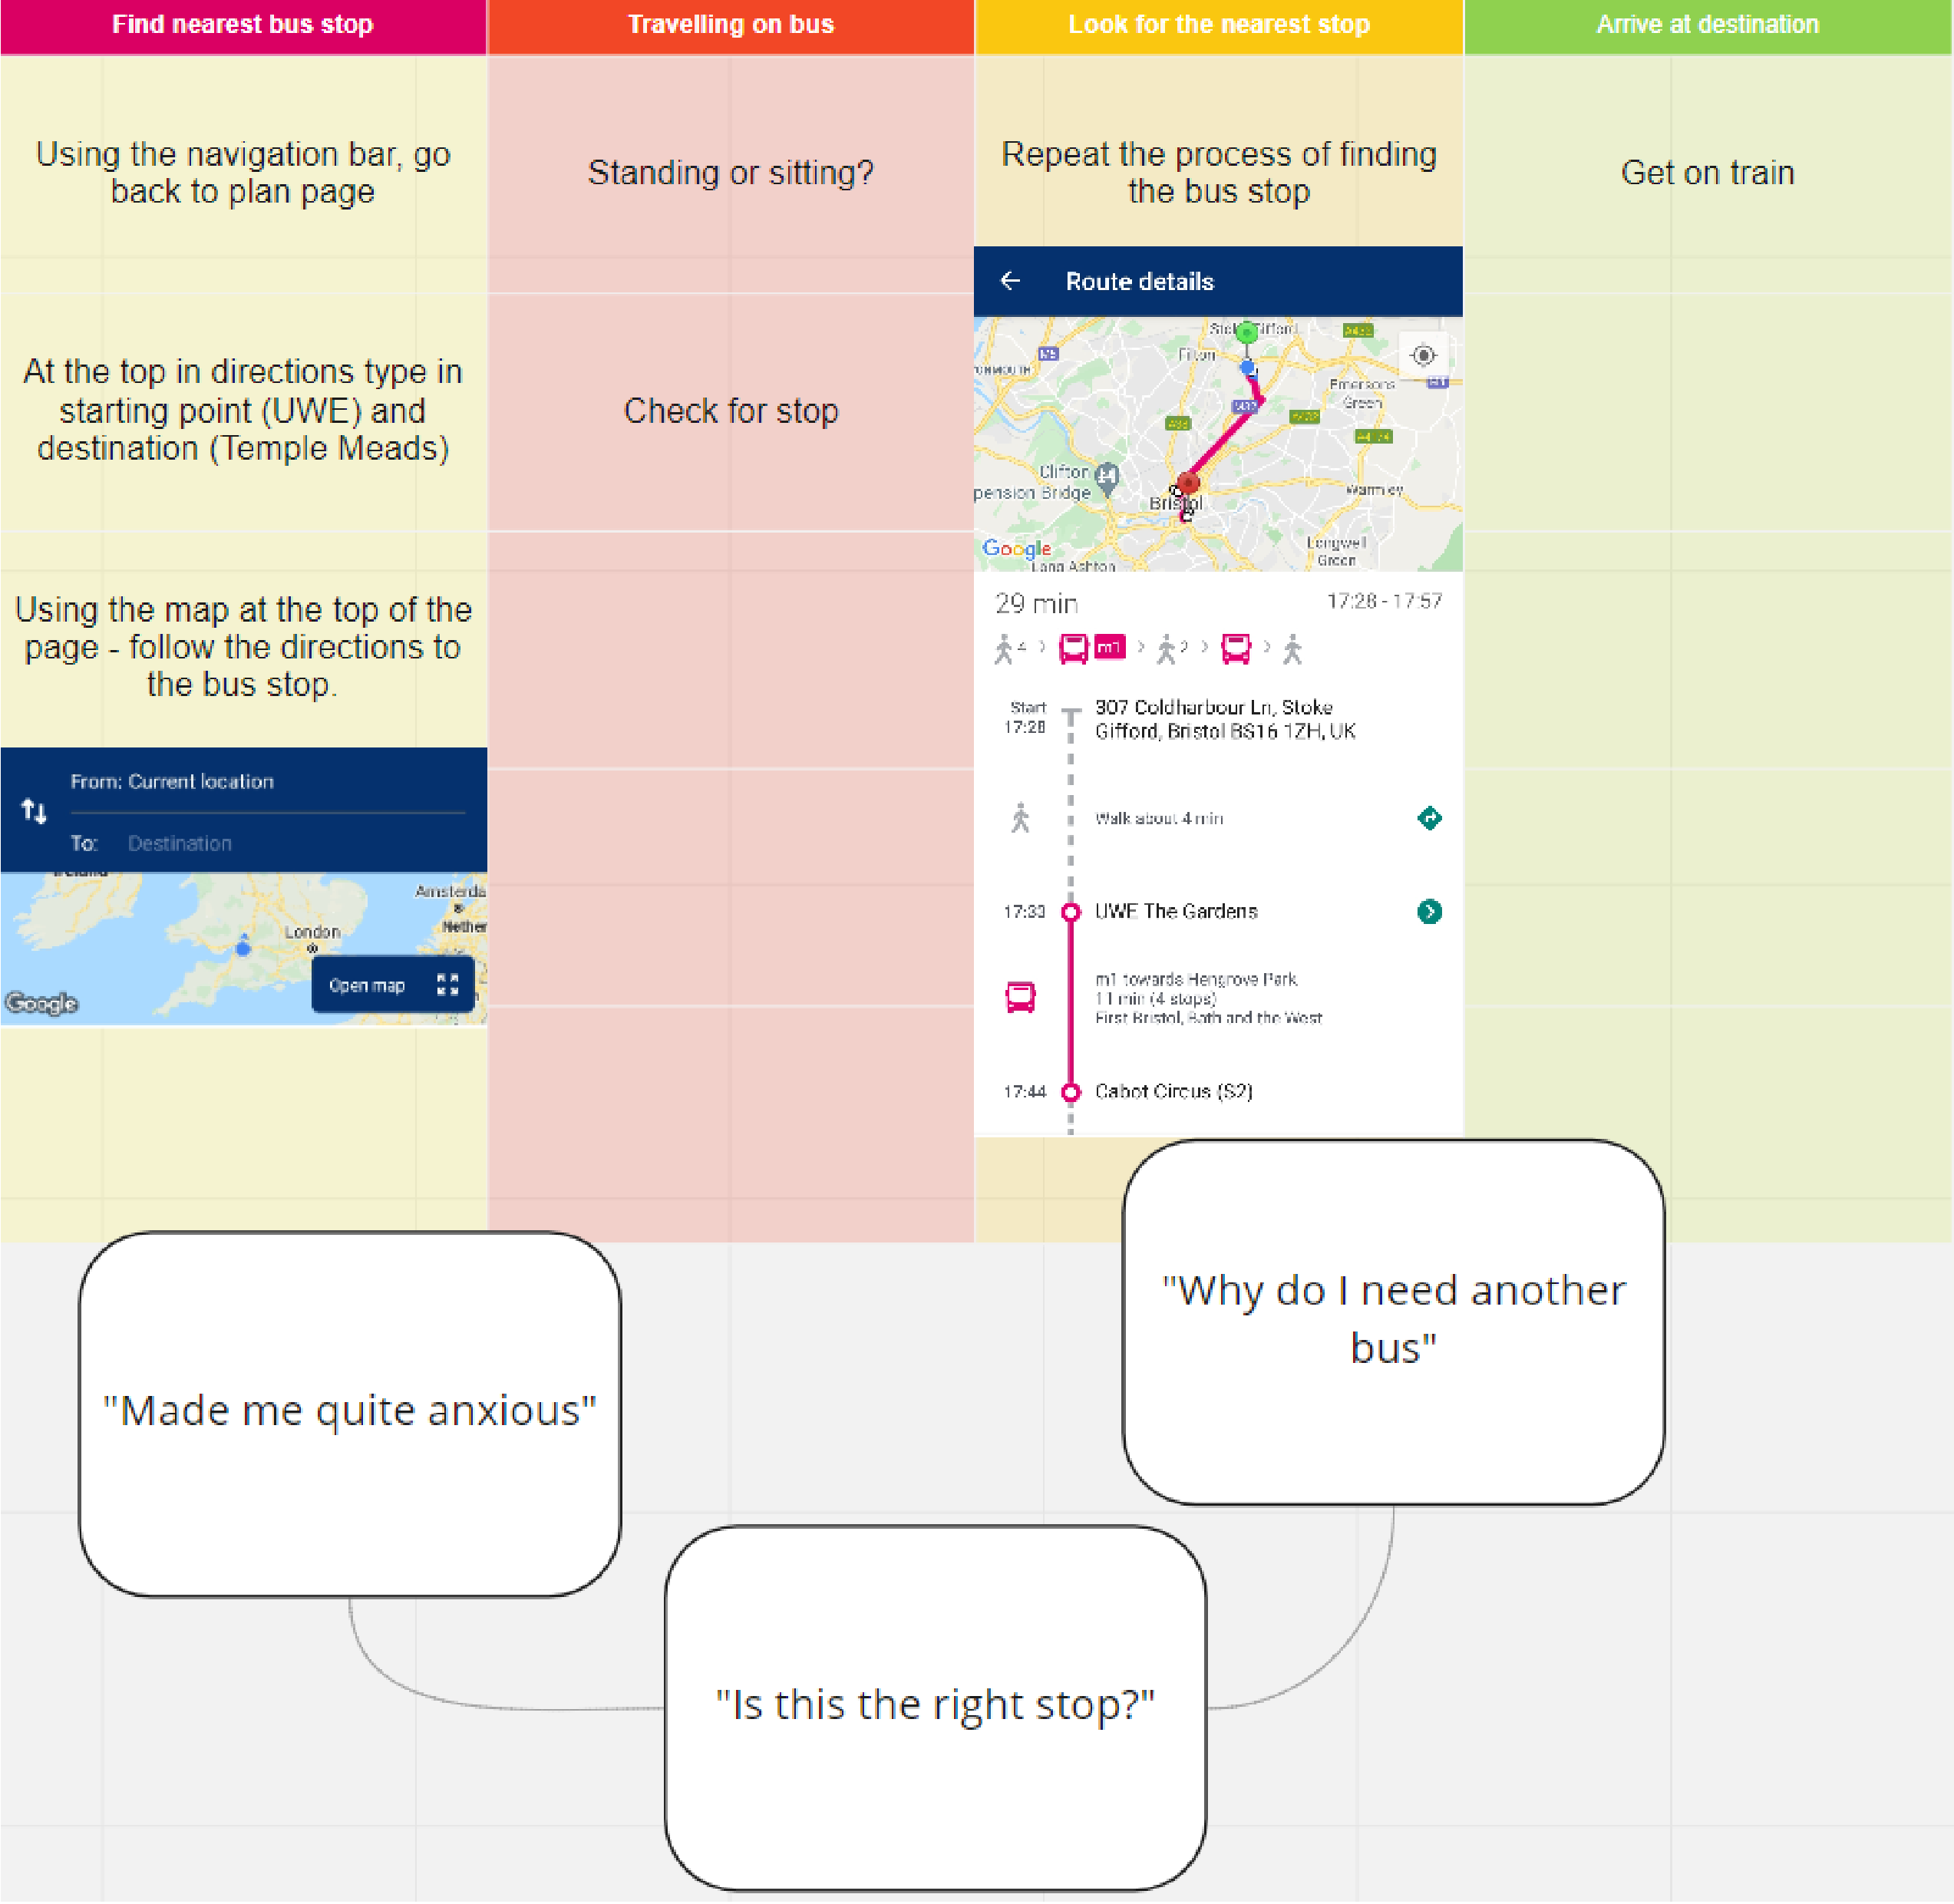 Find nearest bus stop
Travelling on bus
Look for the nearest stop
Arrive at destination
Using the navigation bar, go
back to plan page
Standing or sitting?
Repeat the process of finding
the bus stop
Get on train
At the top in directions type in
starting point (UWE) and
destination (Temple Meads)
Check for stop
Using the map at the top of the
page - follow the directions to
the bus stop.
From: Current location
To: Destination
Amsterda
Nether
London
Open map
Google
Route details
Filton
M5
Emersons
Green
Clifton
pension Bridge
Warmley
Bristol
Google
Longwell
Green
Long Ashton
29 min
17:28 - 17:57
4 > m1 > 2 > >
Start
17:28
307 Coldharbour Ln, Stoke
Gifford, Bristol BS16 1ZH, UK
Walk about 4 min
17:33
UWE The Gardens
m1 towards Hengrove Park
11 min (4 stops)
First Bristol, Bath and the West
17:44
Cabot Circus (S2)
"Why do I need another
bus"
"Made me quite anxious"
"Is this the right stop?"